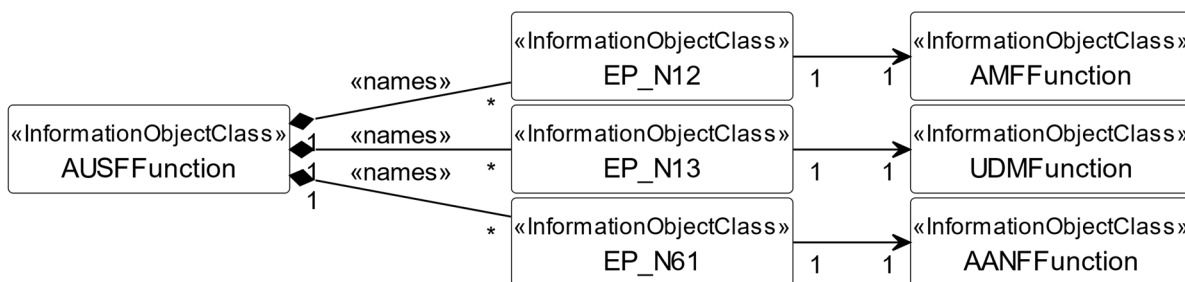 «InformationObjectClass»
EP_N12
«InformationObjectClass»
AMFFunction
«names»
*
1
1
1
«InformationObjectClass»
AUSFFunction
«names»
*
1
«InformationObjectClass»
EP_N13
«InformationObjectClass»
UDMFunction
1
1
«names»
*
1
«InformationObjectClass»
EP_N61
«InformationObjectClass»
AANFFunction
1
1